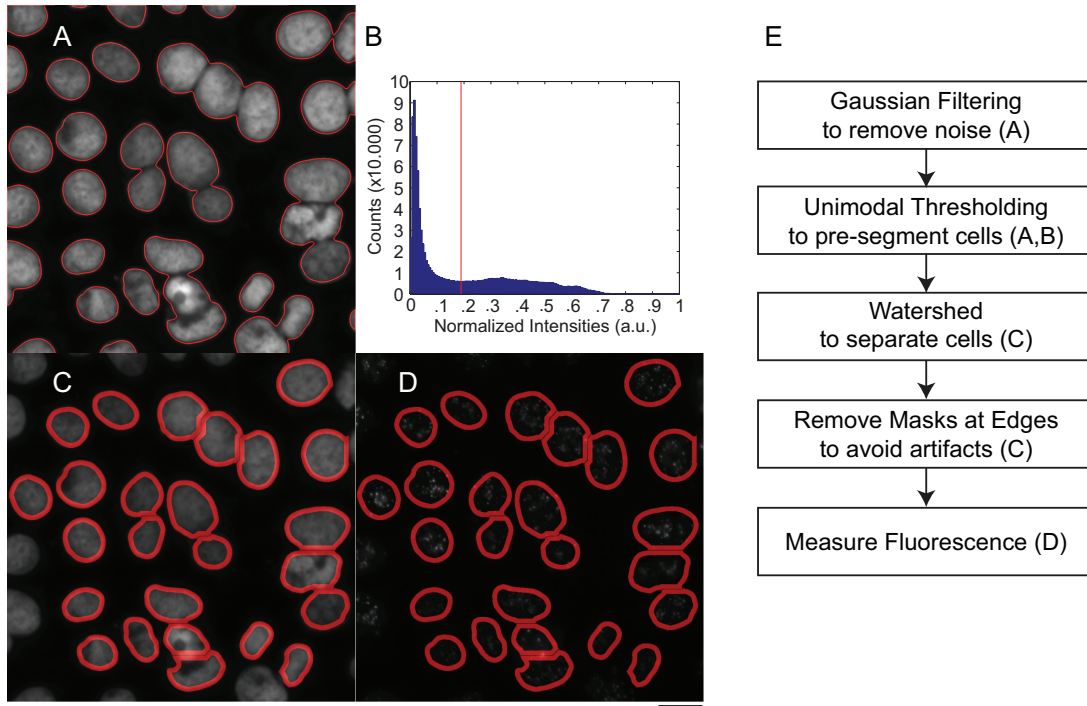 A
B
10
9
8
7
6
5
4
3
2
1
0
Counts (x10.000)
0 .1 .2 .3 .4 .5 .6 .7 .8 .9 1
Normalized Intensities (a.u.)
C
D
E
Gaussian Filtering
to remove noise (A)
Unimodal Thresholding
to pre-segment cells (A,B)
Watershed
to separate cells (C)
Remove Masks at Edges
to avoid artifacts (C)
Measure Fluorescence (D)